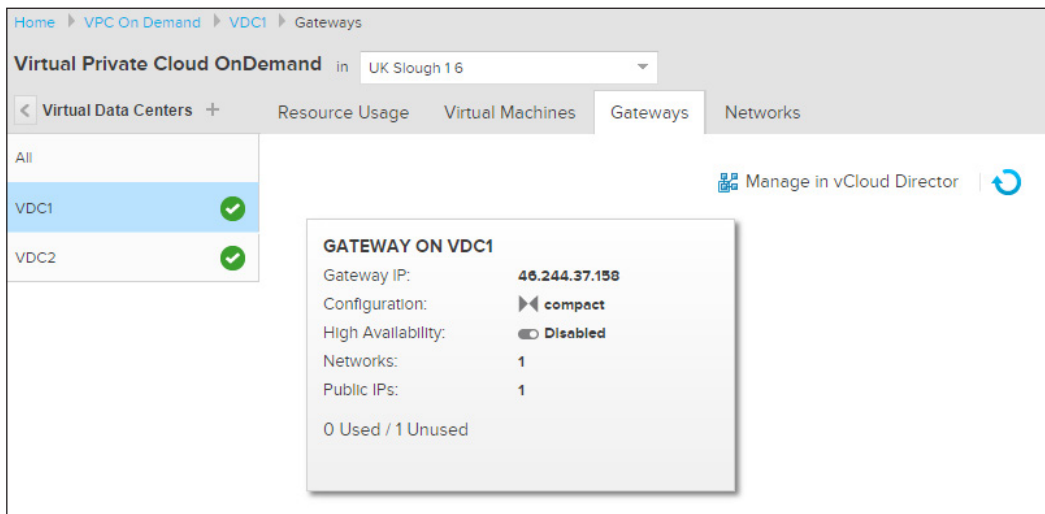 Home VPC On Demand VDC1 Gateways
Virtual Private Cloud OnDemand in UK Slough 1 6
Virtual Data Centers + Resource Usage Virtual Machines Gateways Networks
All
Manage in vCloud Director
VDC1
VDC2
GATEWAY ON VDC1
Gateway IP: 46.244.37.158
Configuration: compact
High Availability: Disabled
Networks: 1
Public IPs: 1
0 Used / 1 Unused